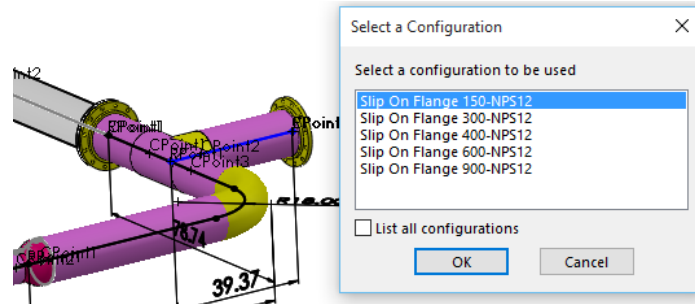 Select a Configuration
Select a configuration to be used
Slip On Flange 150-NPS12
Slip On Flange 300-NPS12
Slip On Flange 400-NPS12
Slip On Flange 600-NPS12
Slip On Flange 900-NPS12
List all configurations
OK
Cancel
CPoint1
Point2
CPoint3
78.74
39.37